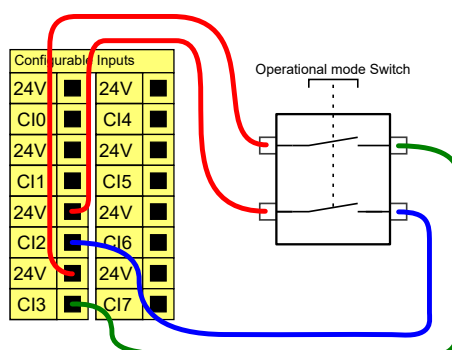 Configurable Inputs
Operational mode Switch
24V 24V
CI0 CI4
24V 24V
CI1 CI5
24V 24V
CI2 CI6
24V 24V
CI3 CI7